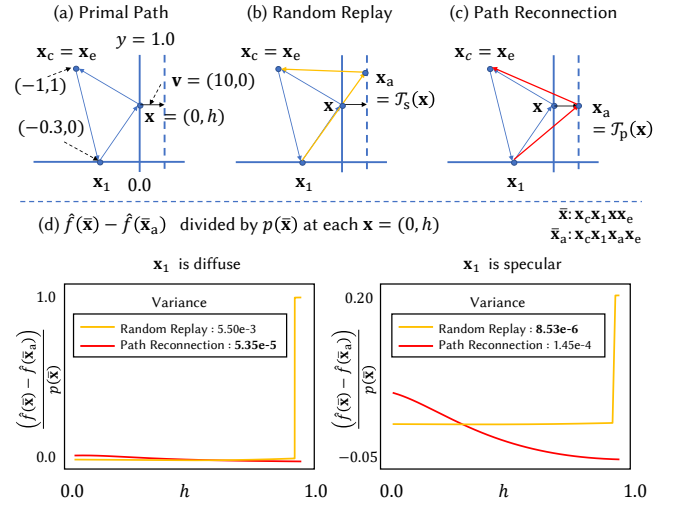 (a) Primal Path
(b) Random Replay
(c) Path Reconnection
y = 1.0
x_c = x_e
(−1,1)
v = (10,0)
x = (0, h)
(−0.3,0)
x_1
0.0
x_c = x_e
x_a
x
= 𝒯_s(x)
x_1
x_c = x_e
x
x_a
= 𝒯_p(x)
x_1
(d) f̂(x̄) − f̂(x̄_a) divided by p(x̄) at each x = (0, h)
x̄: x_c x_1 x x_e
x̄_a: x_c x_1 x_a x_e
x_1 is diffuse
1.0
Variance
Random Replay : 5.50e-3
Path Reconnection : 5.35e-5
(f̂(x̄) − f̂(x̄_a))
p(x̄)
0.0
0.0
h
1.0
x_1 is specular
0.20
Variance
Random Replay : 8.53e-6
Path Reconnection : 1.45e-4
(f̂(x̄) − f̂(x̄_a))
p(x̄)
−0.05
0.0
h
1.0